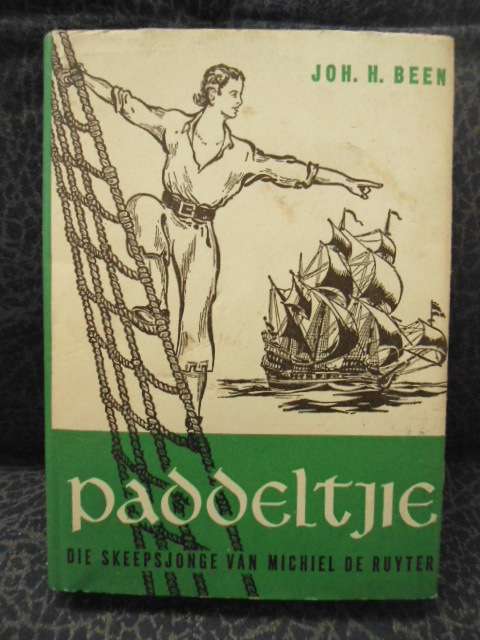 JOH. H. BEEN
PADDELTJIE
DIE SKEEPSJONGE VAN MICHIEL DE RUYTER